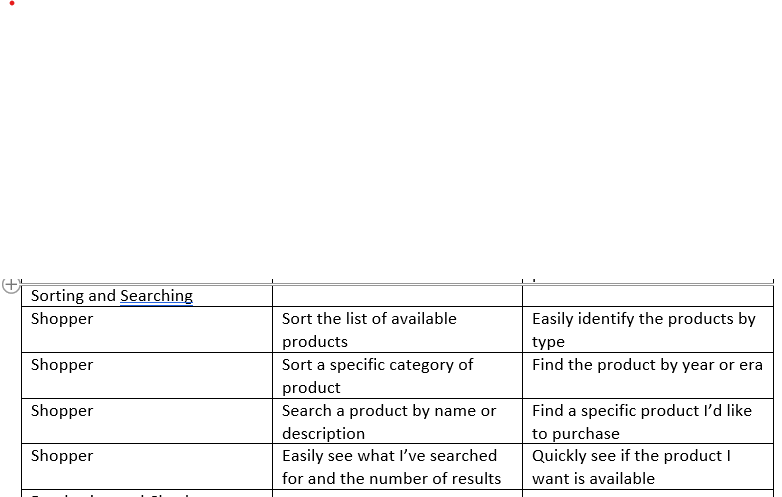 Sorting and Searching
Shopper
Sort the list of available
products
Easily identify the products by
type
Shopper
Sort a specific category of
product
Find the product by year or era
Shopper
Search a product by name or
description
Find a specific product I’d like
to purchase
Shopper
Easily see what I’ve searched
for and the number of results
Quickly see if the product I
want is available